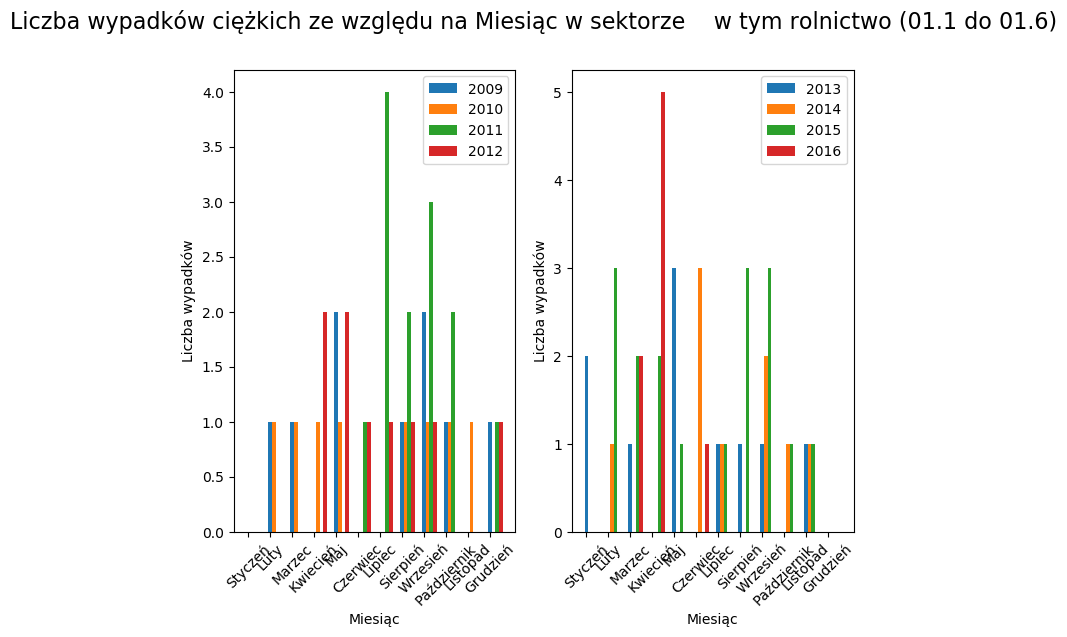 Liczba wypadków ciężkich ze względu na Miesiąc w sektorze    w tym rolnictwo (01.1 do 01.6)
Liczba wypadków
4.0
3.5
3.0
2.5
2.0
1.5
1.0
0.5
0.0
2009
2010
2011
2012
Styczeń
Luty
Marzec
Kwiecień
Maj
Czerwiec
Lipiec
Sierpień
Wrzesień
Październik
Listopad
Grudzień
Miesiąc
Liczba wypadków
5
4
3
2
1
0
2013
2014
2015
2016
Styczeń
Luty
Marzec
Kwiecień
Maj
Czerwiec
Lipiec
Sierpień
Wrzesień
Październik
Listopad
Grudzień
Miesiąc